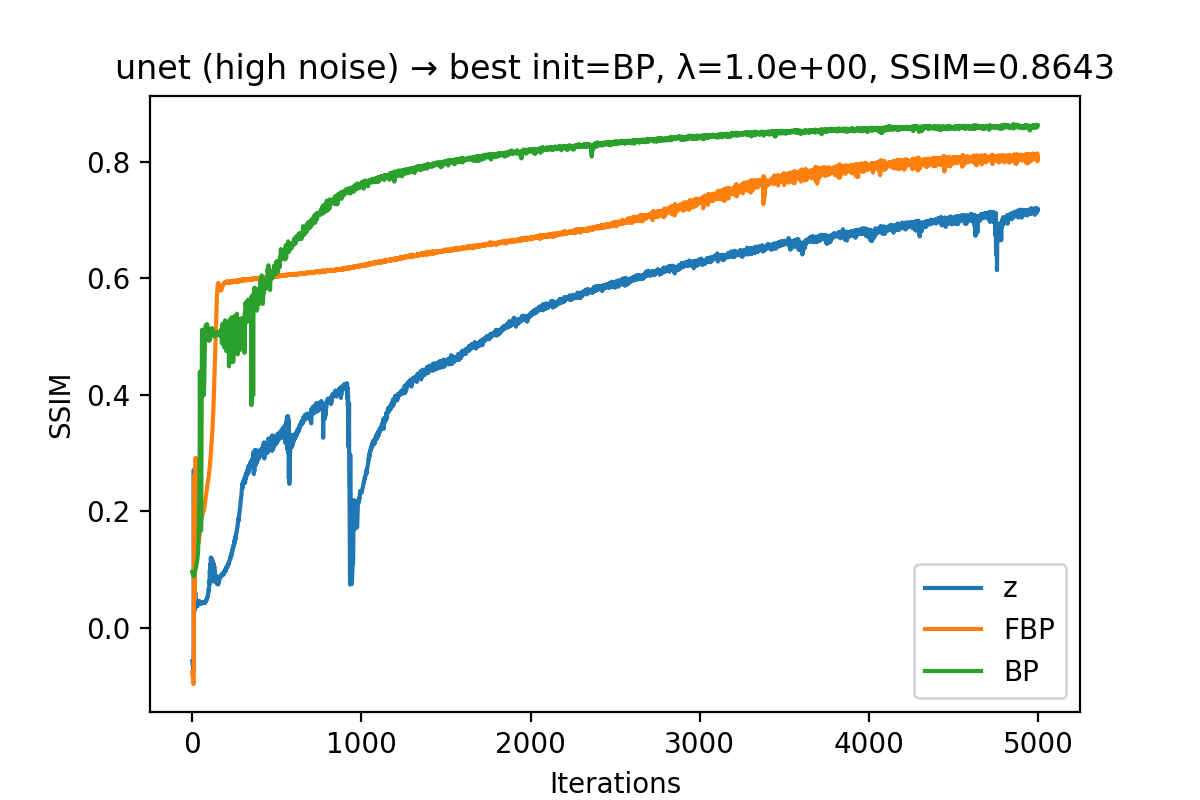 unet (high noise) → best init=BP, λ=1.0e+00, SSIM=0.8643
SSIM
0.8
0.6
0.4
0.2
0.0
0 1000 2000 3000 4000 5000
Iterations
z
FBP
BP